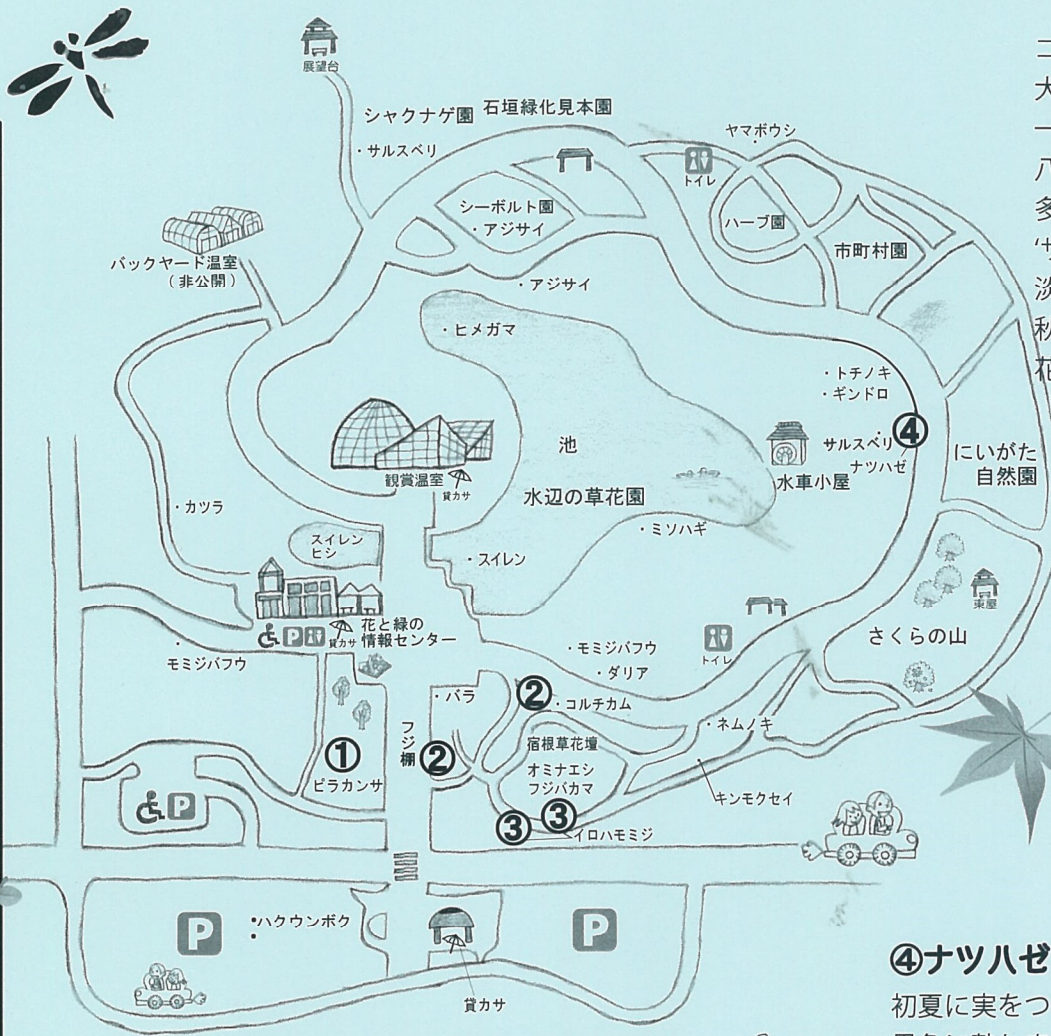 展望台
シャクナゲ園
石垣緑化見本園
・サルスベリ
ヤマボウシ
トイレ
シーボルト園
・アジサイ
ハーブ園
市町村園
バックヤード温室
(非公開)
・アジサイ
・ヒメガマ
・トチノキ
・ギンドロ
サルスベリ
④
ナツハゼ
にいがた
自然園
池
水車小屋
観賞温室
貸カサ
水辺の草花園
・カツラ
・ミソハギ
スイレン
ヒシ
・スイレン
東屋
さくらの山
P
貸カサ
花と緑の
情報センター
トイレ
・モミジバフウ
モミジバフウ
・ダリア
・バラ
②
・コルチカム
・ネムノキ
フジ棚
②
宿根草花壇
オミナエシ
フジバカマ
①
ピラカンサ
キンモクセイ
P
③
③
イロハモミジ
P
・ハクウンボク
P
貸カサ
大
一
八
多
淡
秋
花
④ナツハゼ
初夏に実をつ